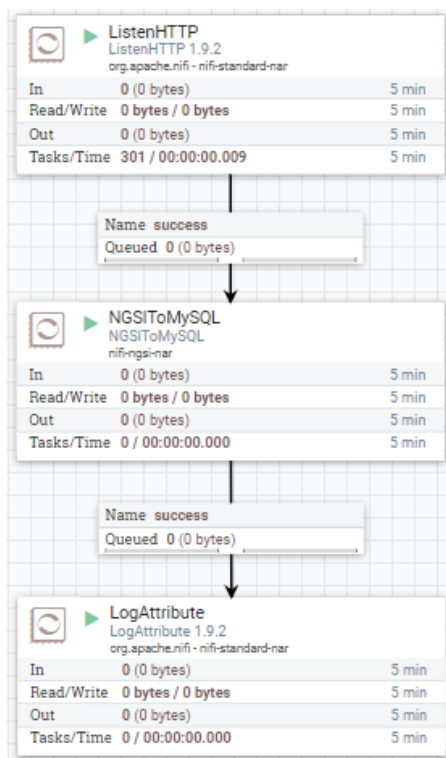 ListenHTTP
ListenHTTP 1.9.2
org.apache.nifi - nifi-standard-nar
In 0 (0 bytes) 5 min
Read/Write 0 bytes / 0 bytes 5 min
Out 0 (0 bytes) 5 min
Tasks/Time 301 / 00:00:00.009 5 min
Name success
Queued 0 (0 bytes)
NGSIToMySQL
NGSIToMySQL
nifi-ngsi-nar
In 0 (0 bytes) 5 min
Read/Write 0 bytes / 0 bytes 5 min
Out 0 (0 bytes) 5 min
Tasks/Time 0 / 00:00:00.000 5 min
Name success
Queued 0 (0 bytes)
LogAttribute
LogAttribute 1.9.2
org.apache.nifi - nifi-standard-nar
In 0 (0 bytes) 5 min
Read/Write 0 bytes / 0 bytes 5 min
Out 0 (0 bytes) 5 min
Tasks/Time 0 / 00:00:00.000 5 min